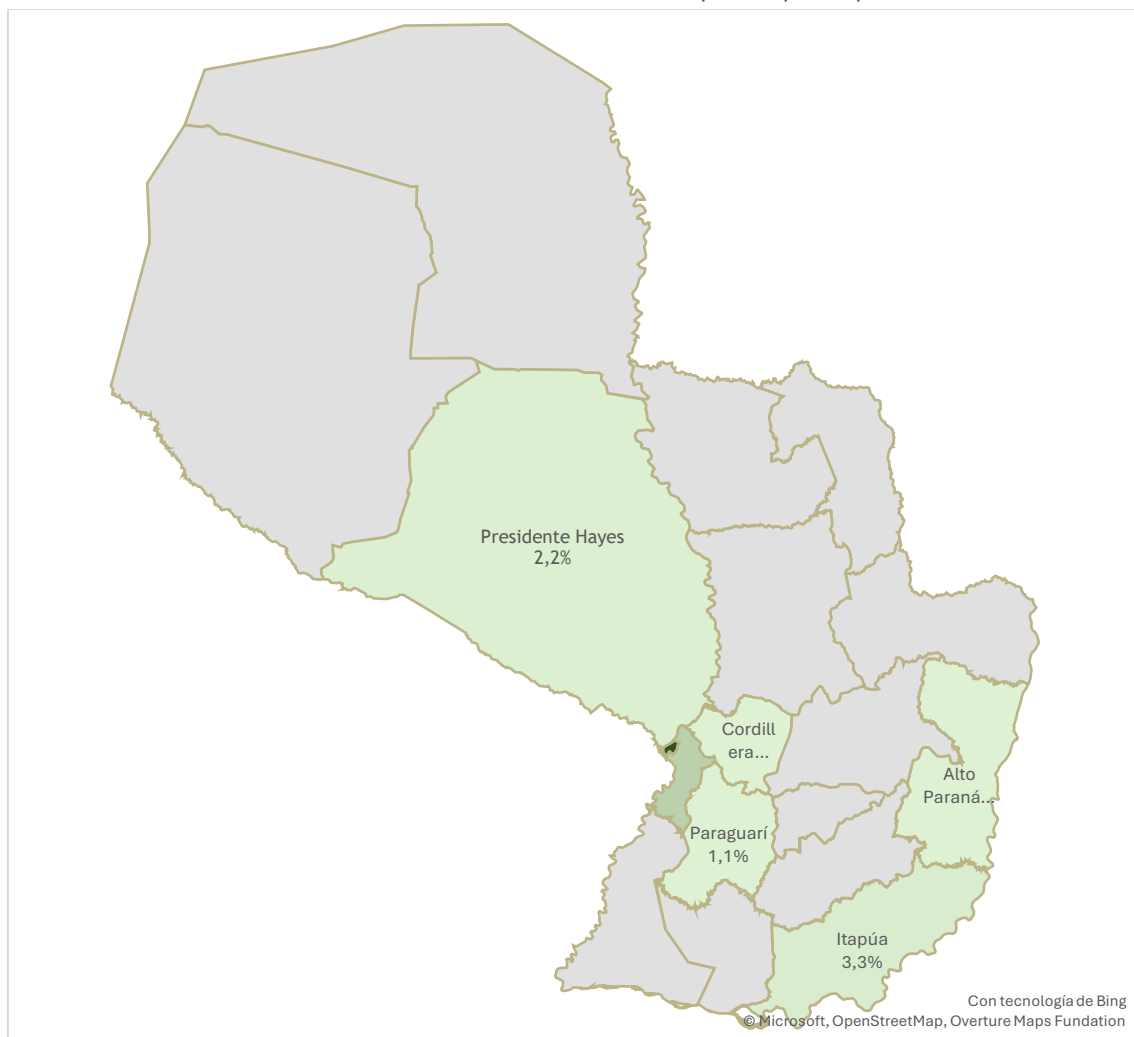 Presidente Hayes
2,2%
Cordill
era...
Alto
Paraná...
Paraguarí
1,1%
Itapúa
3,3%
Con tecnología de Bing
© Microsoft, OpenStreetMap, Overture Maps Fundation